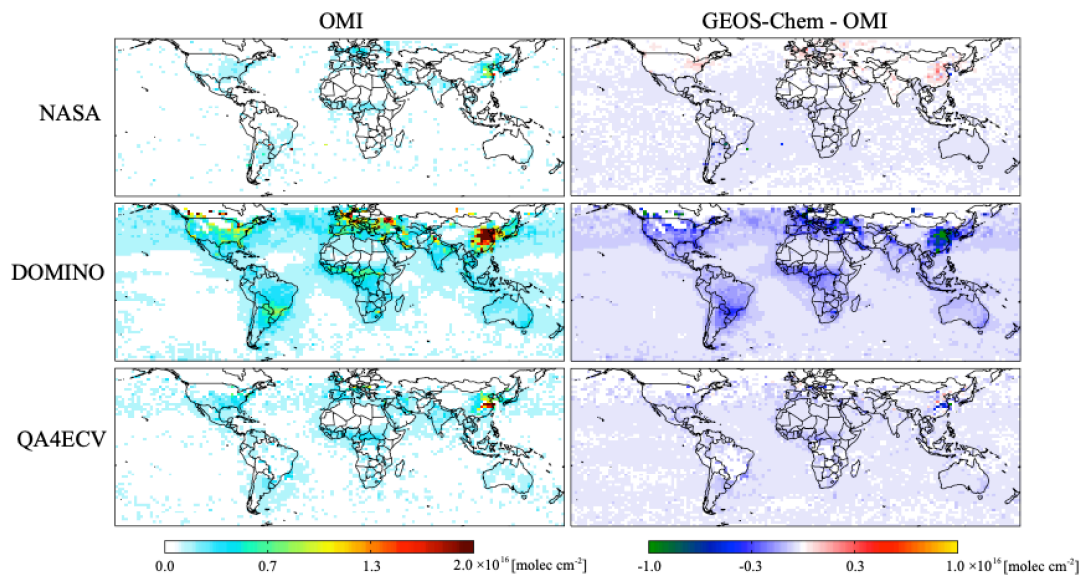 OMI GEOS-Chem - OMI
NASA
DOMINO
QA4ECV
0.0 0.7 1.3 2.0 ×10¹⁶ [molec cm⁻²] -1.0 -0.3 0.3 1.0 ×10¹⁶ [molec cm⁻²]